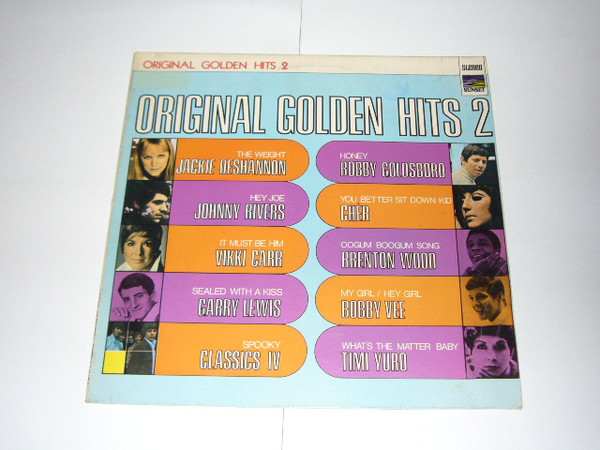 ORIGINAL GOLDEN HITS 2
STEREO
SUNSET
ORIGINAL GOLDEN HITS 2
THE WEIGHT
JACKIE DESHANNON
HEY JOE
JOHNNY RIVERS
IT MUST BE HIM
VIKKI CARR
SEALED WITH A KISS
GARRY LEWIS
SPOOKY
CLASSICS IV
HONEY
BOBBY GOLDSBORO
YOU BETTER SIT DOWN KID
CHER
OOGUM BOOGUM SONG
BRENTON WOOD
MY GIRL / HEY GIRL
BOBBY VEE
WHAT'S THE MATTER BABY
TIMI YURO